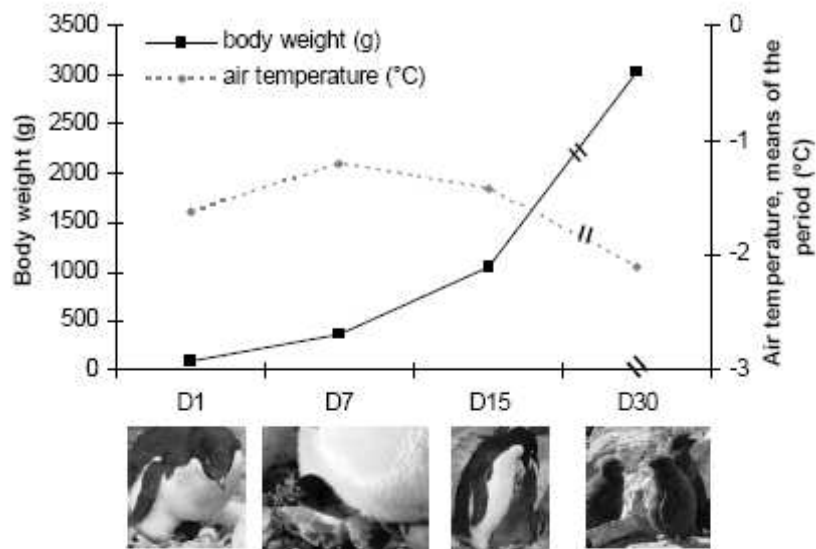 3500
3000
2500
2000
1500
1000
500
0
Body weight (g)
body weight (g)
air temperature (°C)
0
-1
-2
-3
Air temperature, means of the
period (°C)
D1 D7 D15 D30